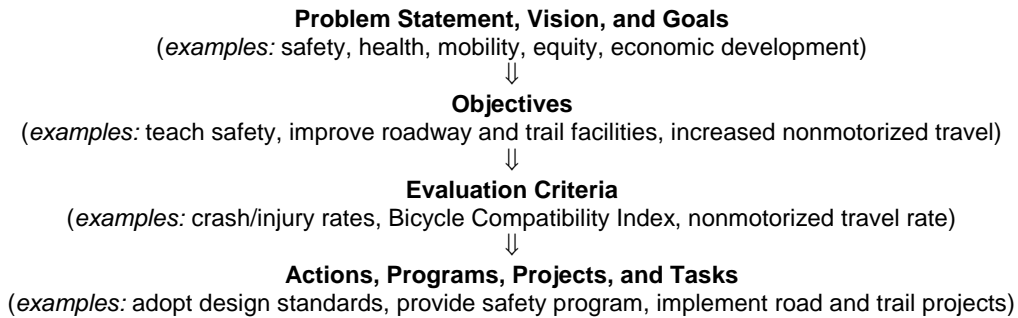 Problem Statement, Vision, and Goals
(examples: safety, health, mobility, equity, economic development)
⇓
Objectives
(examples: teach safety, improve roadway and trail facilities, increased nonmotorized travel)
⇓
Evaluation Criteria
(examples: crash/injury rates, Bicycle Compatibility Index, nonmotorized travel rate)
⇓
Actions, Programs, Projects, and Tasks
(examples: adopt design standards, provide safety program, implement road and trail projects)